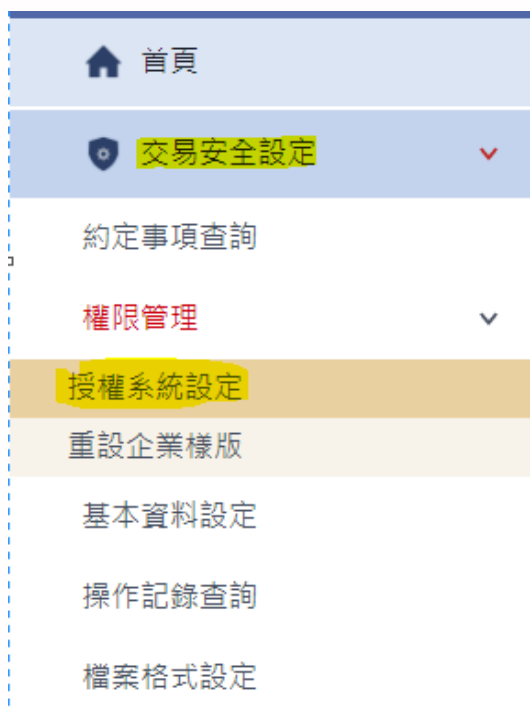 首頁
交易安全設定
約定事項查詢
權限管理
授權系統設定
重設企業樣版
基本資料設定
操作記錄查詢
檔案格式設定